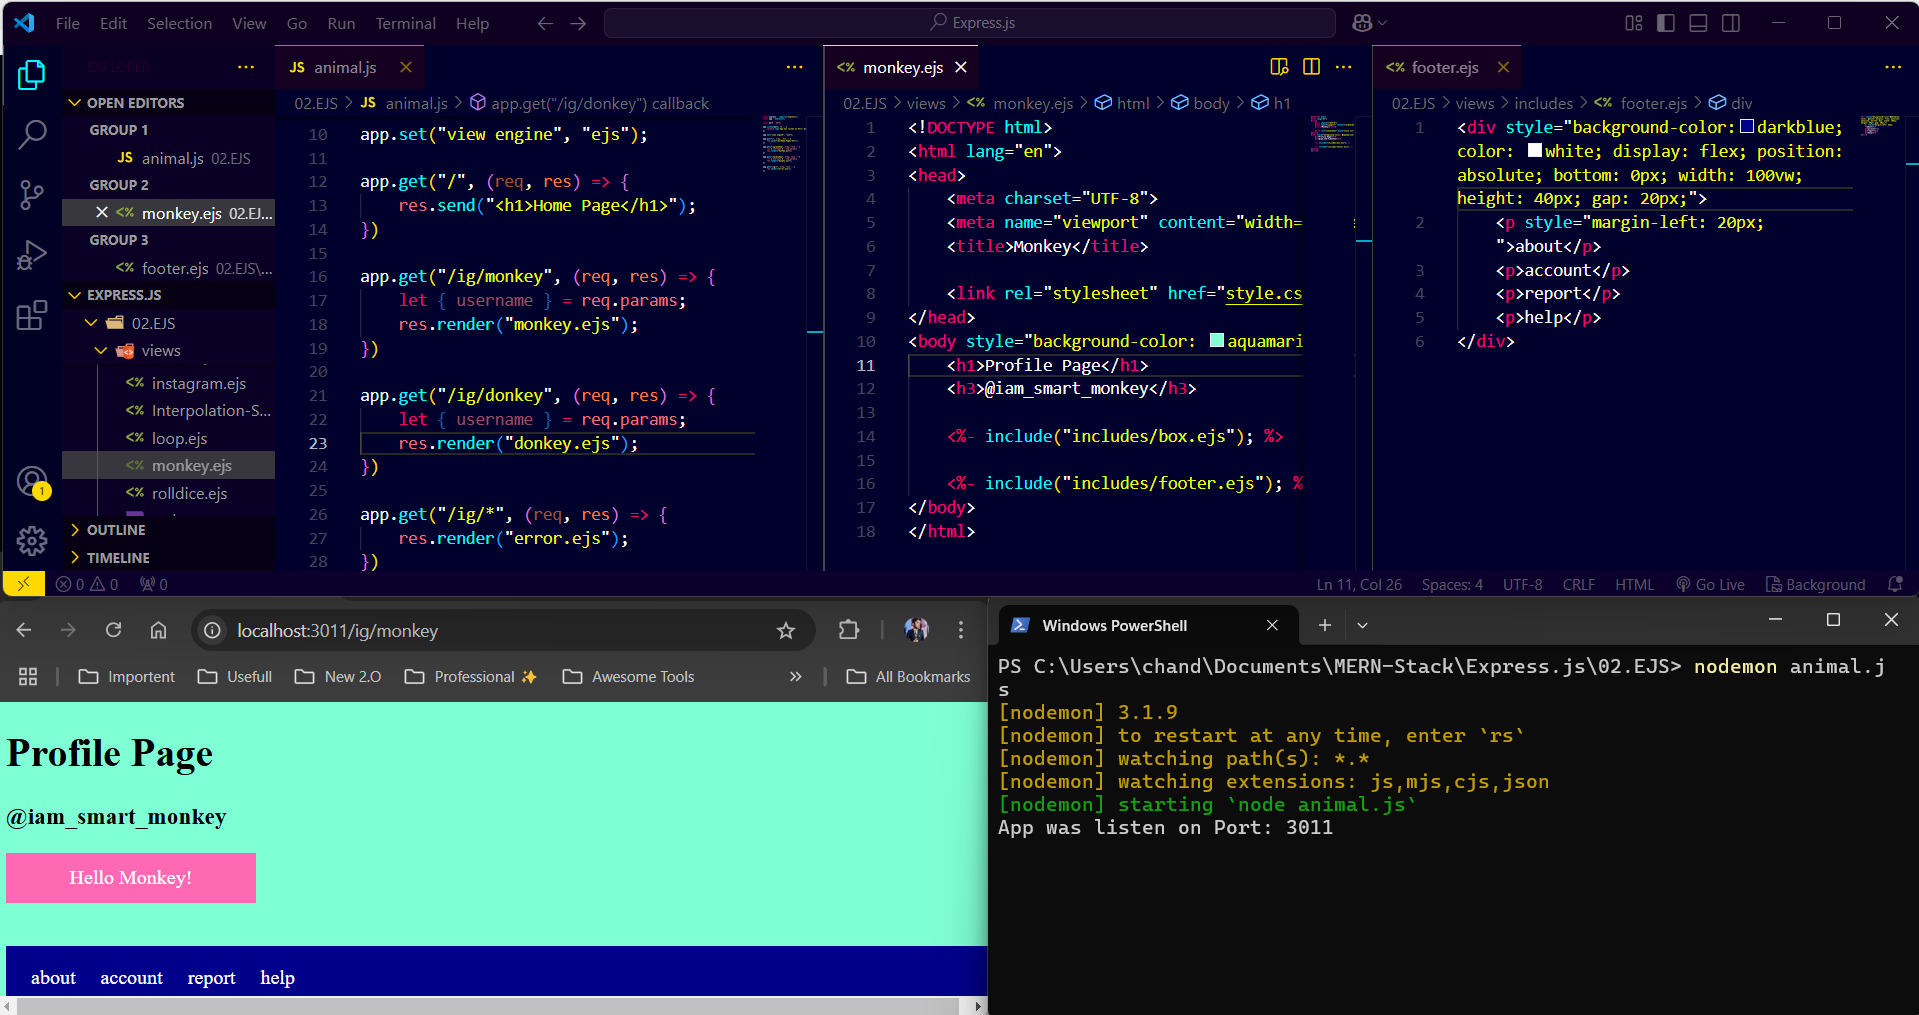 File Edit Selection View Go Run Terminal Help
Express.js
EXPLORER
OPEN EDITORS
GROUP 1
JS animal.js 02.EJS
GROUP 2
<% monkey.ejs 02.EJ...
GROUP 3
<% footer.ejs 02.EJS\...
EXPRESS.JS
02.EJS
views
<% instagram.ejs
<% Interpolation-S...
<% loop.ejs
<% monkey.ejs
<% rolldice.ejs
OUTLINE
TIMELINE
JS animal.js
02.EJS > JS animal.js > app.get("/ig/donkey") callback
10 app.set("view engine", "ejs");
11
12 app.get("/", (req, res) => {
13 res.send("<h1>Home Page</h1>");
14 })
15
16 app.get("/ig/monkey", (req, res) => {
17 let { username } = req.params;
18 res.render("monkey.ejs");
19 })
20
21 app.get("/ig/donkey", (req, res) => {
22 let { username } = req.params;
23 res.render("donkey.ejs");
24 })
25
26 app.get("/ig/*", (req, res) => {
27 res.render("error.ejs");
28 })
<% monkey.ejs
02.EJS > views > <% monkey.ejs > html > body > h1
1 <!DOCTYPE html>
2 <html lang="en">
3 <head>
4 <meta charset="UTF-8">
5 <meta name="viewport" content="width=
6 <title>Monkey</title>
7
8 <link rel="stylesheet" href="style.cs
9 </head>
10 <body style="background-color: aquamari
11 <h1>Profile Page</h1>
12 <h3>@iam_smart_monkey</h3>
13
14 <%- include("includes/box.ejs"); %>
15
16 <%- include("includes/footer.ejs"); %
17 </body>
18 </html>
<% footer.ejs
02.EJS > views > includes > <% footer.ejs > div
1 <div style="background-color: darkblue;
color: white; display: flex; position:
absolute; bottom: 0px; width: 100vw;
height: 40px; gap: 20px;">
2 <p style="margin-left: 20px;
">about</p>
3 <p>account</p>
4 <p>report</p>
5 <p>help</p>
6 </div>
1
0 0 0
Ln 11, Col 26 Spaces: 4 UTF-8 CRLF HTML Go Live Background
localhost:3011/ig/monkey
Importent Usefull New 2.O Professional ✨ Awesome Tools » All Bookmarks
Profile Page
@iam_smart_monkey
Hello Monkey!
about account report help
Windows PowerShell
PS C:\Users\chand\Documents\MERN-Stack\Express.js\02.EJS> nodemon animal.j
s
[nodemon] 3.1.9
[nodemon] to restart at any time, enter `rs`
[nodemon] watching path(s): *.*
[nodemon] watching extensions: js,mjs,cjs,json
[nodemon] starting `node animal.js`
App was listen on Port: 3011